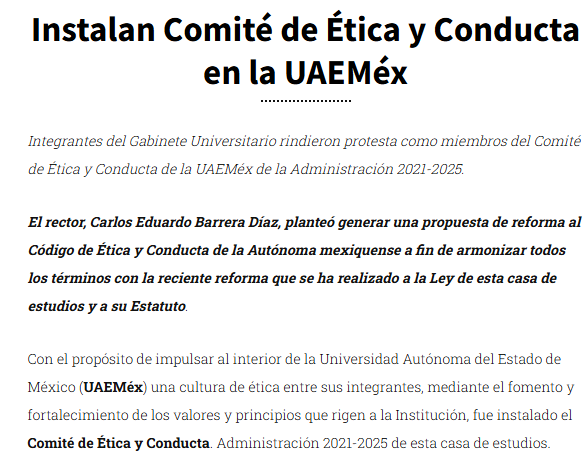 Instalan Comité de Ética y Conducta
en la UAEMéx
Integrantes del Gabinete Universitario rindieron protesta como miembros del Comité
de Ética y Conducta de la UAEMéx de la Administración 2021-2025.
El rector, Carlos Eduardo Barrera Díaz, planteó generar una propuesta de reforma al
Código de Ética y Conducta de la Autónoma mexiquense a fin de armonizar todos
los términos con la reciente reforma que se ha realizado a la Ley de esta casa de
estudios y a su Estatuto.
Con el propósito de impulsar al interior de la Universidad Autónoma del Estado de
México (UAEMéx) una cultura de ética entre sus integrantes, mediante el fomento y
fortalecimiento de los valores y principios que rigen a la Institución, fue instalado el
Comité de Ética y Conducta. Administración 2021-2025 de esta casa de estudios.